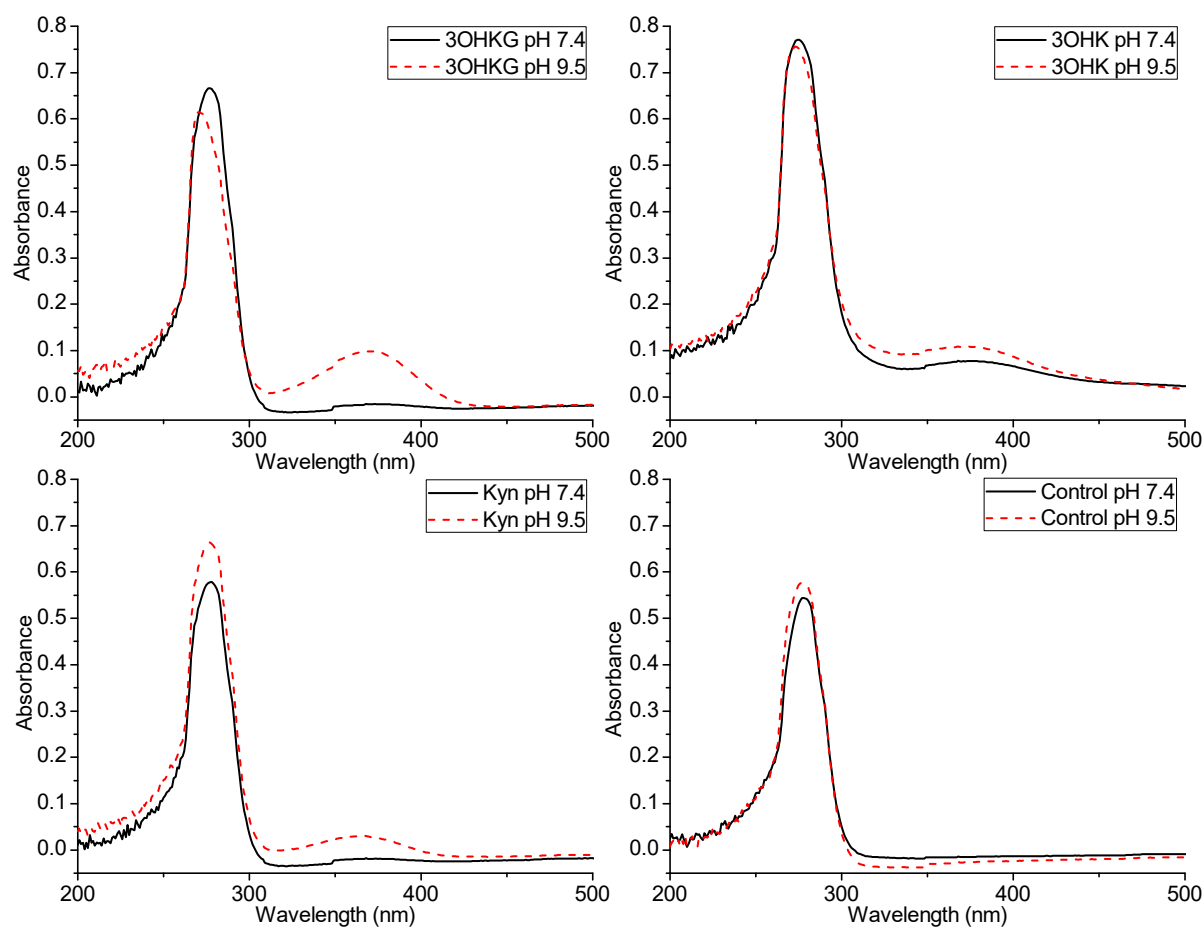 3OHKG pH 7.4
3OHKG pH 9.5
0.8
0.7
0.6
0.5
0.4
0.3
0.2
0.1
0.0
Absorbance
200 300 400 500
Wavelength (nm)
3OHK pH 7.4
3OHK pH 9.5
0.8
0.7
0.6
0.5
0.4
0.3
0.2
0.1
0.0
Absorbance
200 300 400 500
Wavelength (nm)
Kyn pH 7.4
Kyn pH 9.5
0.8
0.7
0.6
0.5
0.4
0.3
0.2
0.1
0.0
Absorbance
200 300 400 500
Wavelength (nm)
Control pH 7.4
Control pH 9.5
0.8
0.7
0.6
0.5
0.4
0.3
0.2
0.1
0.0
Absorbance
200 300 400 500
Wavelength (nm)